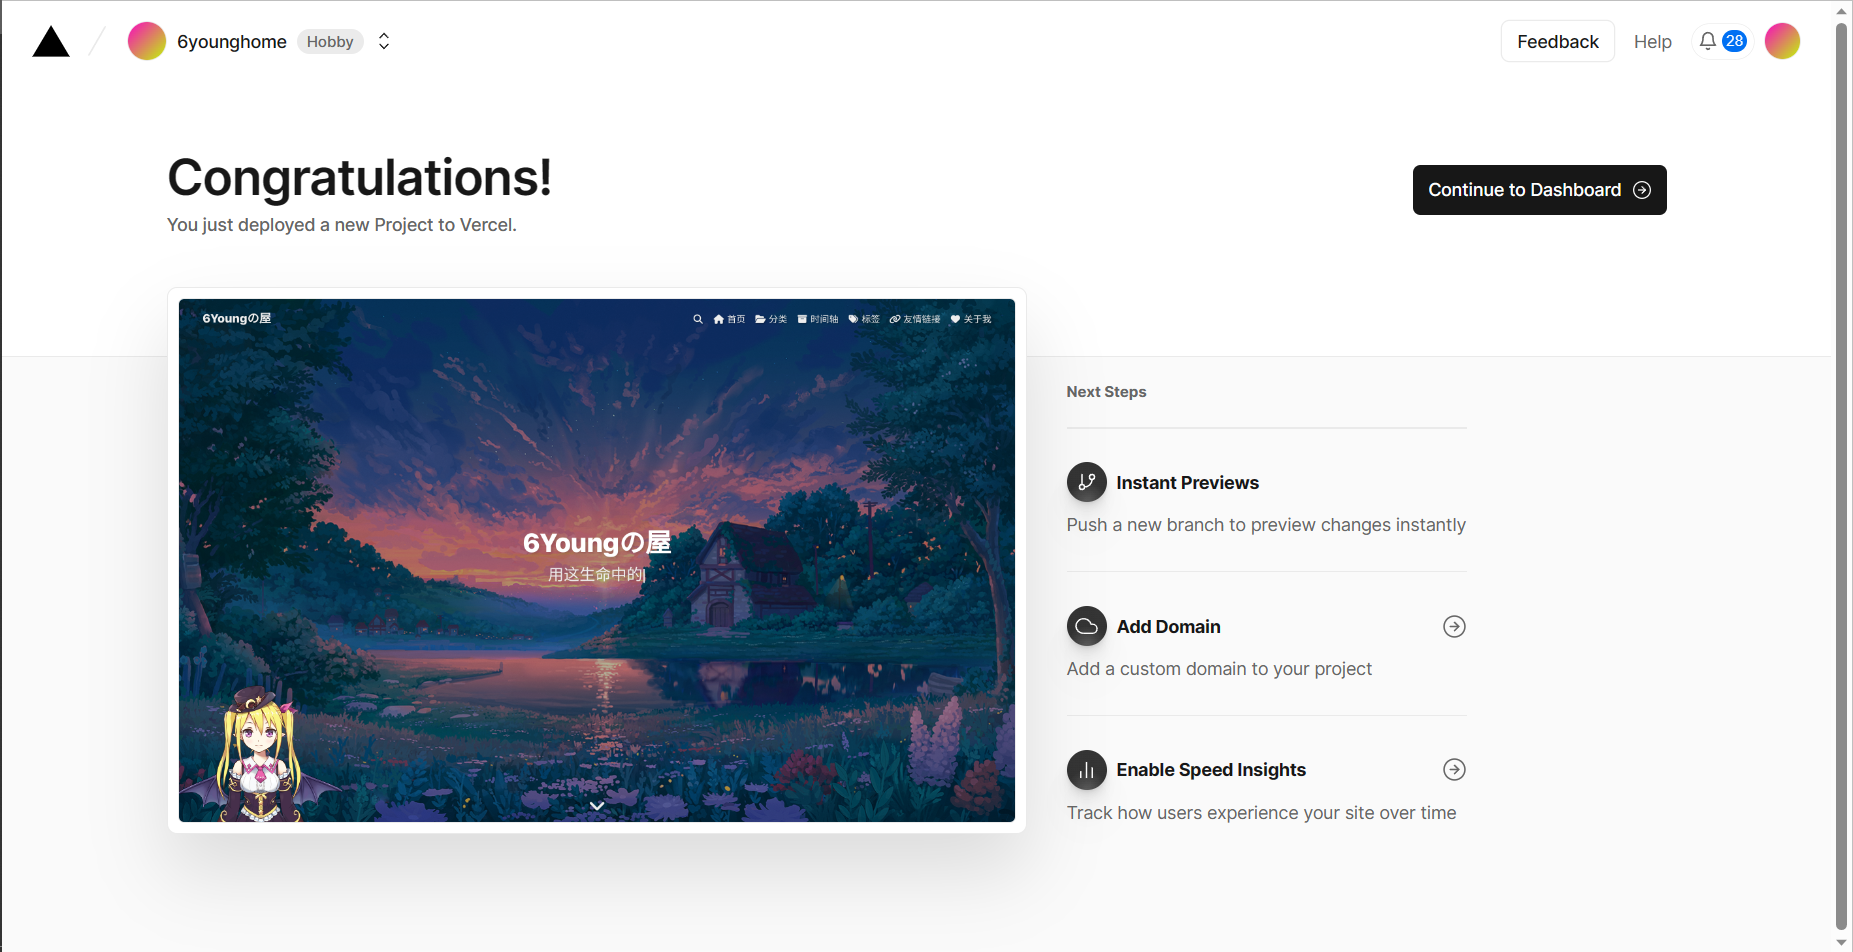 6younghome Hobby
Feedback Help 28
Congratulations!
You just deployed a new Project to Vercel.
Continue to Dashboard
6Youngの屋 首页 分类 时间轴 标签 友情链接 关于我
6Youngの屋
用这生命中的|
Next Steps
Instant Previews
Push a new branch to preview changes instantly
Add Domain
Add a custom domain to your project
Enable Speed Insights
Track how users experience your site over time